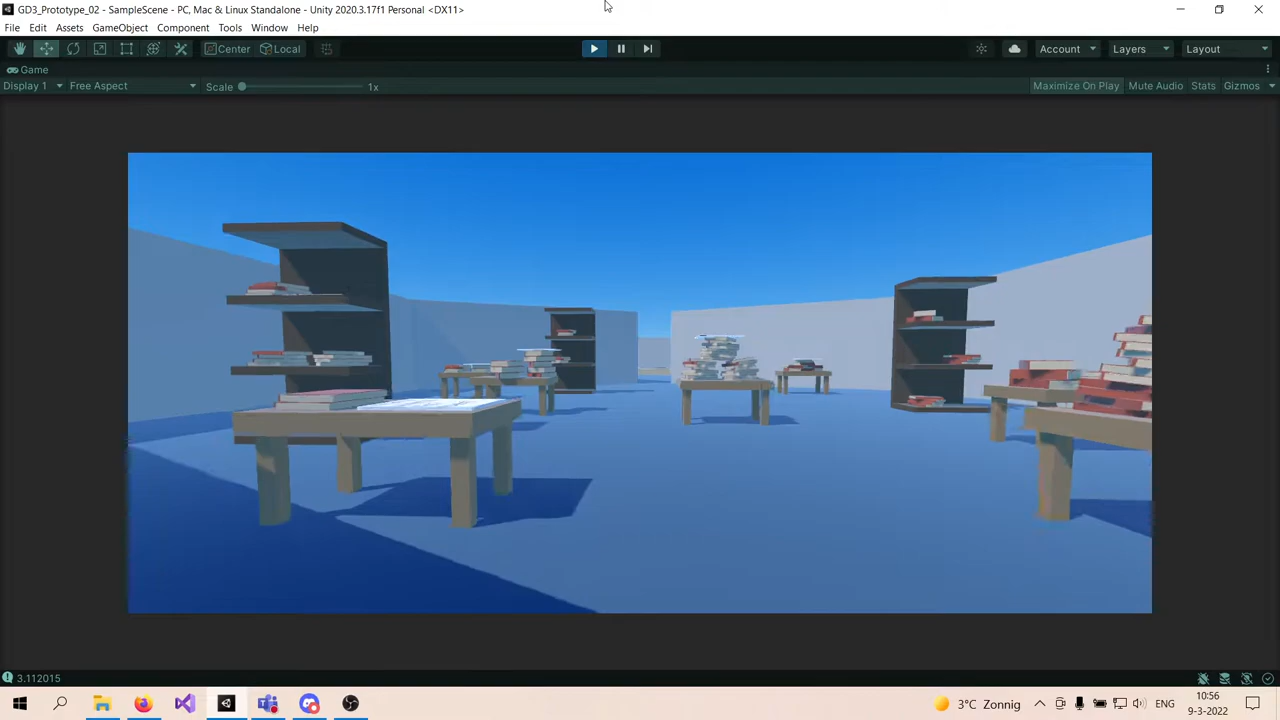 GD3_Prototype_02 - SampleScene - PC, Mac & Linux Standalone - Unity 2020.3.17f1 Personal <DX11>
File Edit Assets GameObject Component Tools Window Help
Center Local Account Layers Layout
Game
Display 1 Free Aspect Scale 1x Maximize On Play Mute Audio Stats Gizmos
3.112015
3°C Zonnig ENG 10:56
9-3-2022